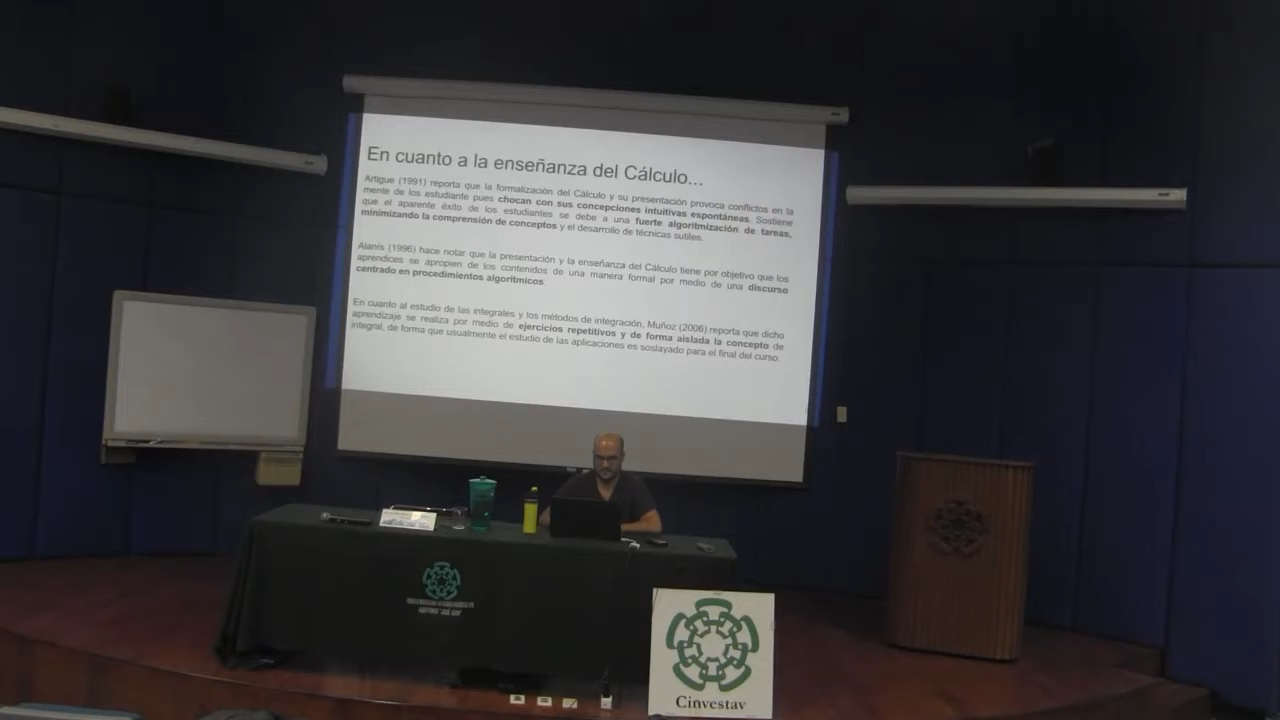 En cuanto a la enseñanza del Cálculo...
Artigue (1991) reporta que la formalización del Cálculo y su presentación provoca conflictos en la
mente de los estudiante pues chocan con sus concepciones intuitivas espontáneas. Sostiene
que el aparente éxito de los estudiantes se debe a una fuerte algoritmización de tareas,
minimizando la comprensión de conceptos y el desarrollo de técnicas sutiles.
Alanís (1996) hace notar que la presentación y la enseñanza del Cálculo tiene por objetivo que los
aprendices se apropien de los contenidos de una manera formal por medio de una discurso
centrado en procedimientos algorítmicos.
En cuanto al estudio de las integrales y los métodos de integración, Muñoz (2006) reporta que dicho
aprendizaje se realiza por medio de ejercicios repetitivos y de forma aislada la concepto de
integral, de forma que usualmente el estudio de las aplicaciones es soslayado para el final del curso.
Cinvestav